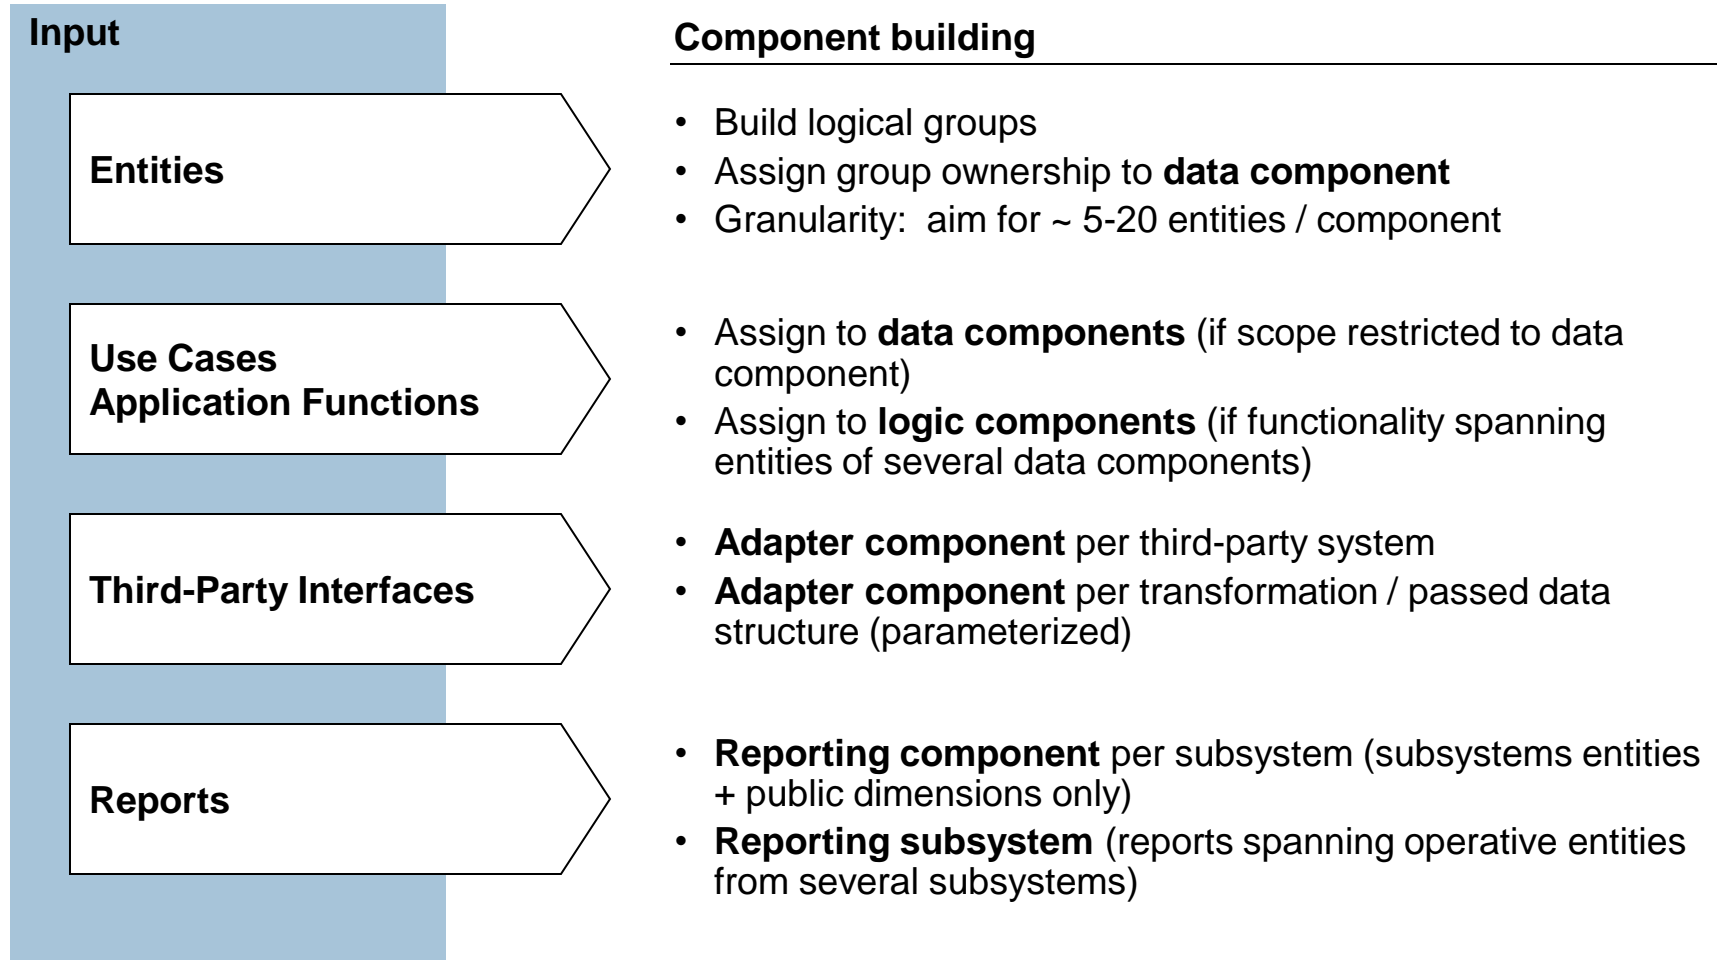 Input
Component building
Entities
• Build logical groups
• Assign group ownership to data component
• Granularity:  aim for ~ 5-20 entities / component
Use Cases
Application Functions
• Assign to data components (if scope restricted to data
component)
• Assign to logic components (if functionality spanning
entities of several data components)
Third-Party Interfaces
• Adapter component per third-party system
• Adapter component per transformation / passed data
structure (parameterized)
Reports
• Reporting component per subsystem (subsystems entities
+ public dimensions only)
• Reporting subsystem (reports spanning operative entities
from several subsystems)